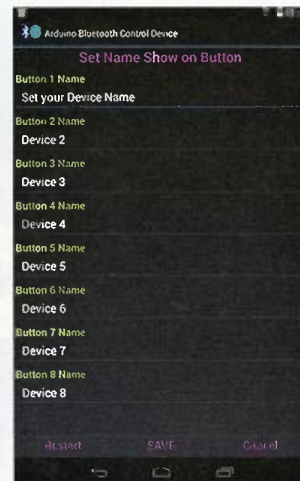 Arduino Bluetooth Control Device
Set Name Show on Button
Button 1 Name
Set your Device Name
Button 2 Name
Device 2
Button 3 Name
Device 3
Button 4 Name
Device 4
Button 5 Name
Device 5
Button 6 Name
Device 6
Button 7 Name
Device 7
Button 8 Name
Device 8
Restart SAVE Cancel